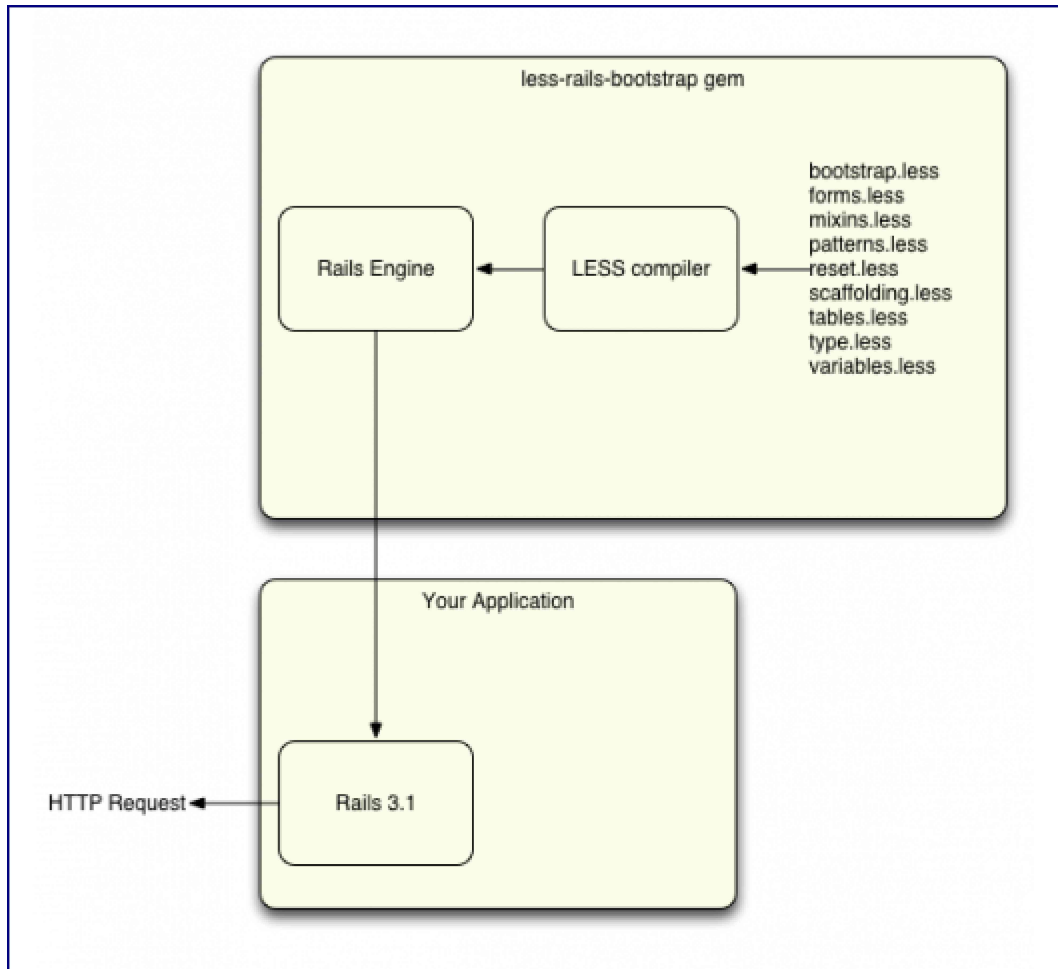 less-rails-bootstrap gem
Rails Engine
LESS compiler
bootstrap.less
forms.less
mixins.less
patterns.less
reset.less
scaffolding.less
tables.less
type.less
variables.less
Your Application
HTTP Request
Rails 3.1